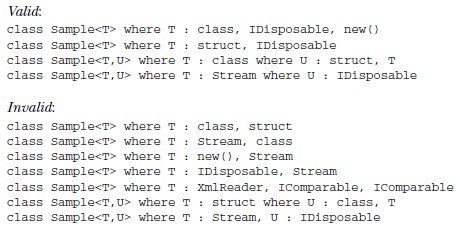 Valid:
class Sample<T> where T : class, IDisposable, new()
class Sample<T> where T : struct, IDisposable
class Sample<T,U> where T : class where U : struct, T
class Sample<T,U> where T : Stream where U : IDisposable
Invalid:
class Sample<T> where T : class, struct
class Sample<T> where T : Stream, class
class Sample<T> where T : new(), Stream
class Sample<T> where T : IDisposable, Stream
class Sample<T> where T : XmlReader, IComparable, IComparable
class Sample<T,U> where T : struct where U : class, T
class Sample<T,U> where T : Stream, U : IDisposable